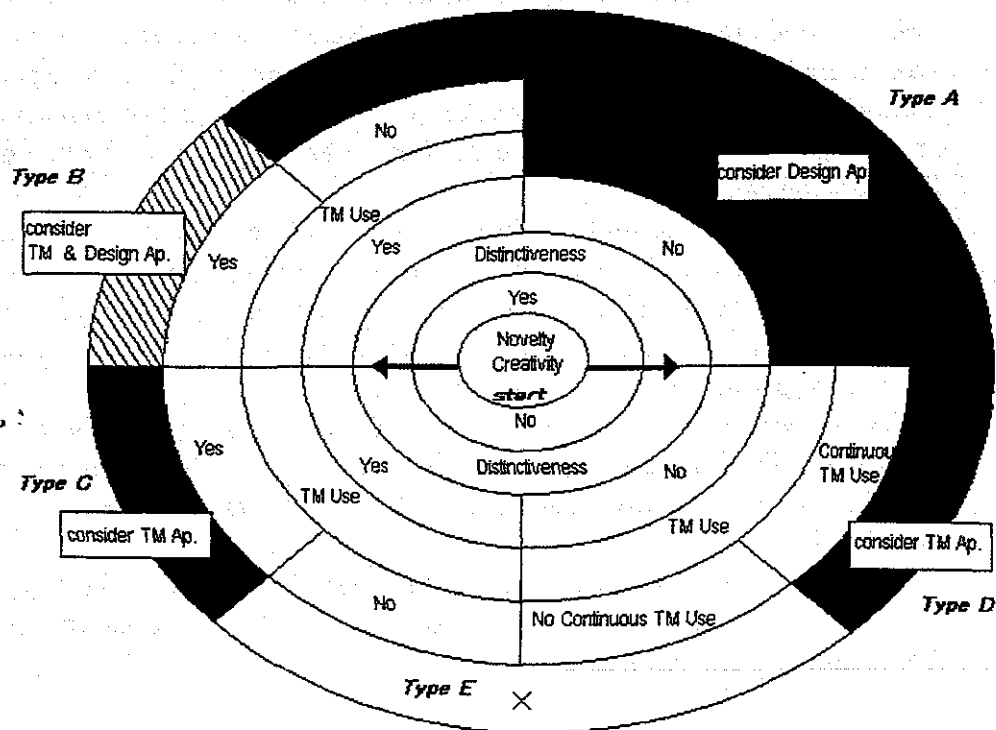 Type A
No
consider Design Ap
Type B
TM Use
consider
TM & Design Ap.
Yes
Yes
Distinctiveness
No
Yes
Novelty
Creativity
start
No
Yes
Yes
Distinctiveness
No
Continuou
TM Use
Type C
TM Use
TM Use
consider TM Ap.
consider TM Ap.
No
No Continuous TM Use
Type D
Type E
×